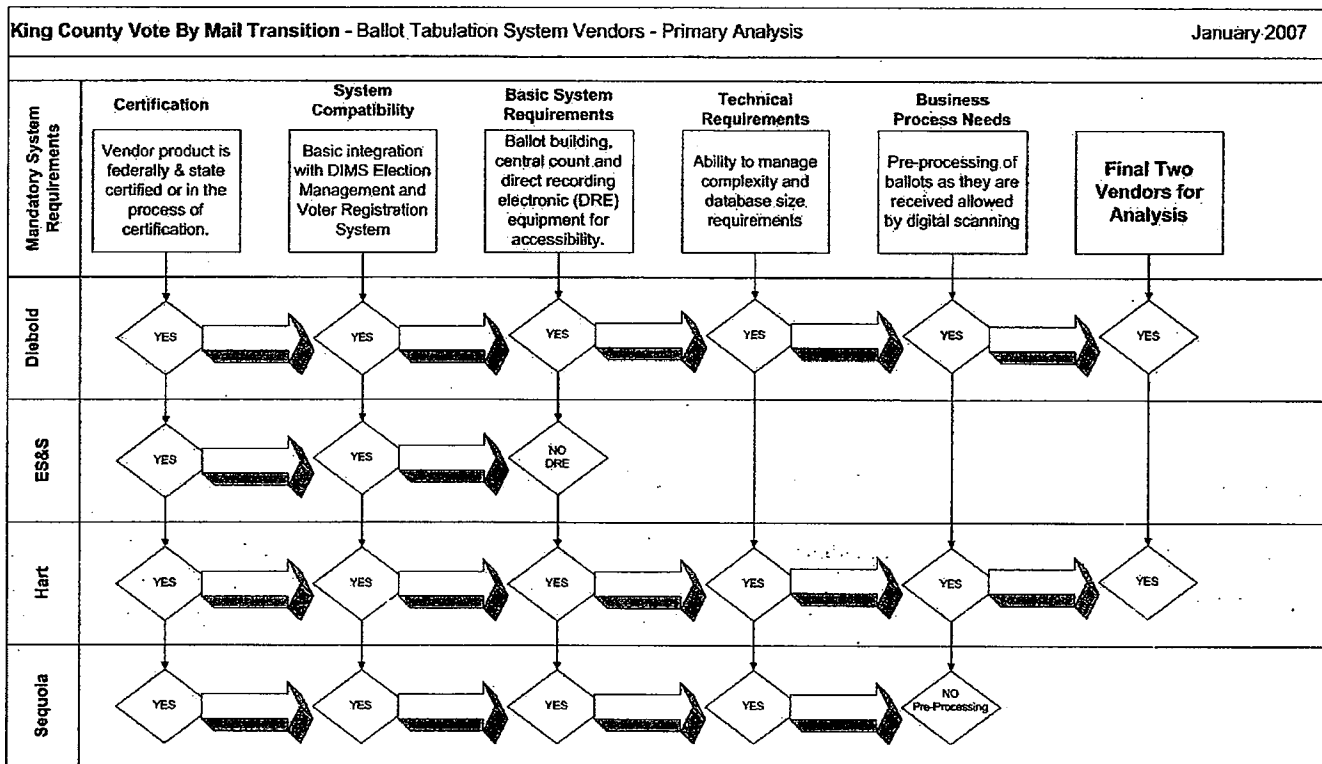 King County Vote By Mail Transition - Ballot Tabulation System Vendors - Primary Analysis
January 2007
Mandatory System
Requirements
Certification
Vendor product is
federally & state
certified or in the
process of
certification.
System
Compatibility
Basic integration
with DIMS Election
Management and
Voter Registration
System
Basic System
Requirements
Ballot building,
central count and
direct recording
electronic (DRE)
equipment for
accessibility.
Technical
Requirements
Ability to manage
complexity and
database size
requirements
Business
Process Needs
Pre-processing of
ballots as they are
received allowed
by digital scanning
Final Two
Vendors for
Analysis
Diebold
YES
YES
YES
YES
YES
YES
ES&S
YES
YES
NO
DRE
Hart
YES
YES
YES
YES
YES
YES
Sequoia
YES
YES
YES
YES
NO
Pre-Processing